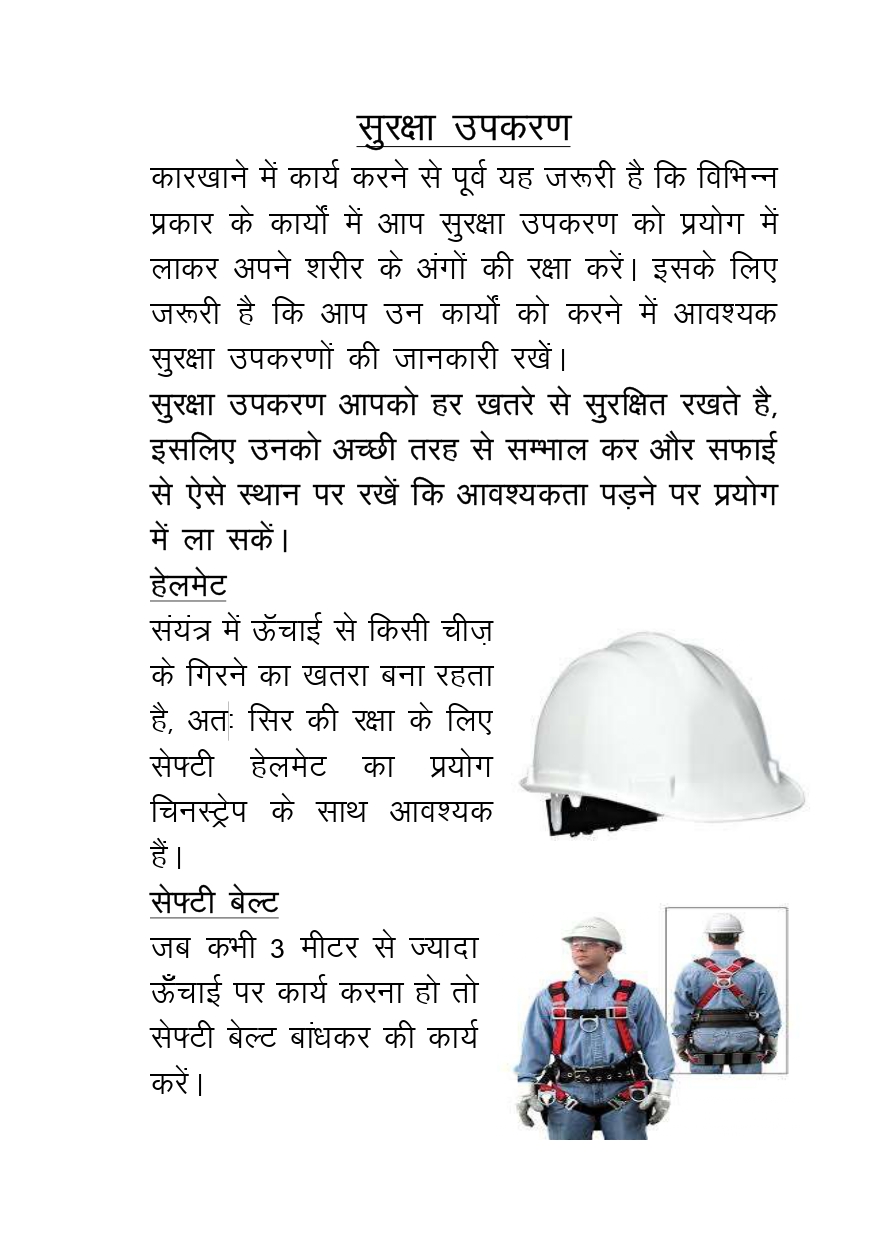 सुरक्षा उपकरण
कारखाने में कार्य करने से पूर्व यह जरूरी है कि विभिन्न
प्रकार के कार्यों में आप सुरक्षा उपकरण को प्रयोग में
लाकर अपने शरीर के अंगों की रक्षा करें।  इसके लिए
जरूरी है कि आप उन कार्यों को करने में आवश्यक
सुरक्षा उपकरणों की जानकारी रखें।
सुरक्षा उपकरण आपको हर खतरे से सुरक्षित रखते है,
इसलिए उनको अच्छी तरह से सम्भाल कर और सफाई
से ऐसे स्थान पर रखें कि आवश्यकता पड़ने पर प्रयोग
में ला सकें।
हेलमेट
संयंत्र में ऊॅचाई से किसी चीज़
के गिरने का खतरा बना रहता
है, अतः सिर की रक्षा के लिए
सेफ्टी हेलमेट का प्रयोग
चिनस्ट्रेप के साथ आवश्यक
हैं।
सेफ्टी बेल्ट
जब कभी 3 मीटर से ज्यादा
ऊँचाई पर कार्य करना हो तो
सेफ्टी बेल्ट बांधकर की कार्य
करें।